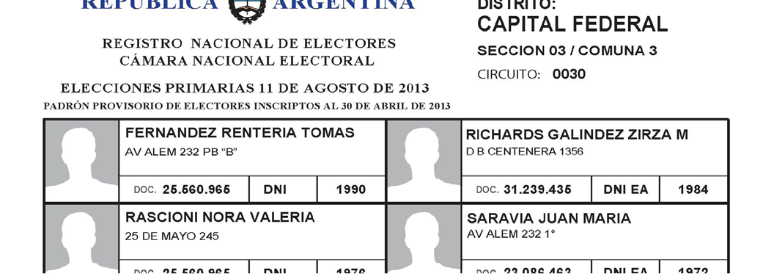 REPÚBLICA ARGENTINA
DISTRITO:
CAPITAL FEDERAL
REGISTRO NACIONAL DE ELECTORES
CÁMARA NACIONAL ELECTORAL
SECCION 03 / COMUNA 3
CIRCUITO: 0030
ELECCIONES PRIMARIAS 11 DE AGOSTO DE 2013
PADRÓN PROVISORIO DE ELECTORES INSCRIPTOS AL 30 DE ABRIL DE 2013
FERNANDEZ RENTERIA TOMAS
AV ALEM 232 PB "B"
DOC. 25.560.965 DNI 1990
RICHARDS GALINDEZ ZIRZA M
D B CENTENERA 1356
DOC. 31.239.435 DNI EA 1984
RASCIONI NORA VALERIA
25 DE MAYO 245
DOC. 25.560.965 DNI 1976
SARAVIA JUAN MARIA
AV ALEM 232 1°
DOC. 23.086.463 DNI EA 1972